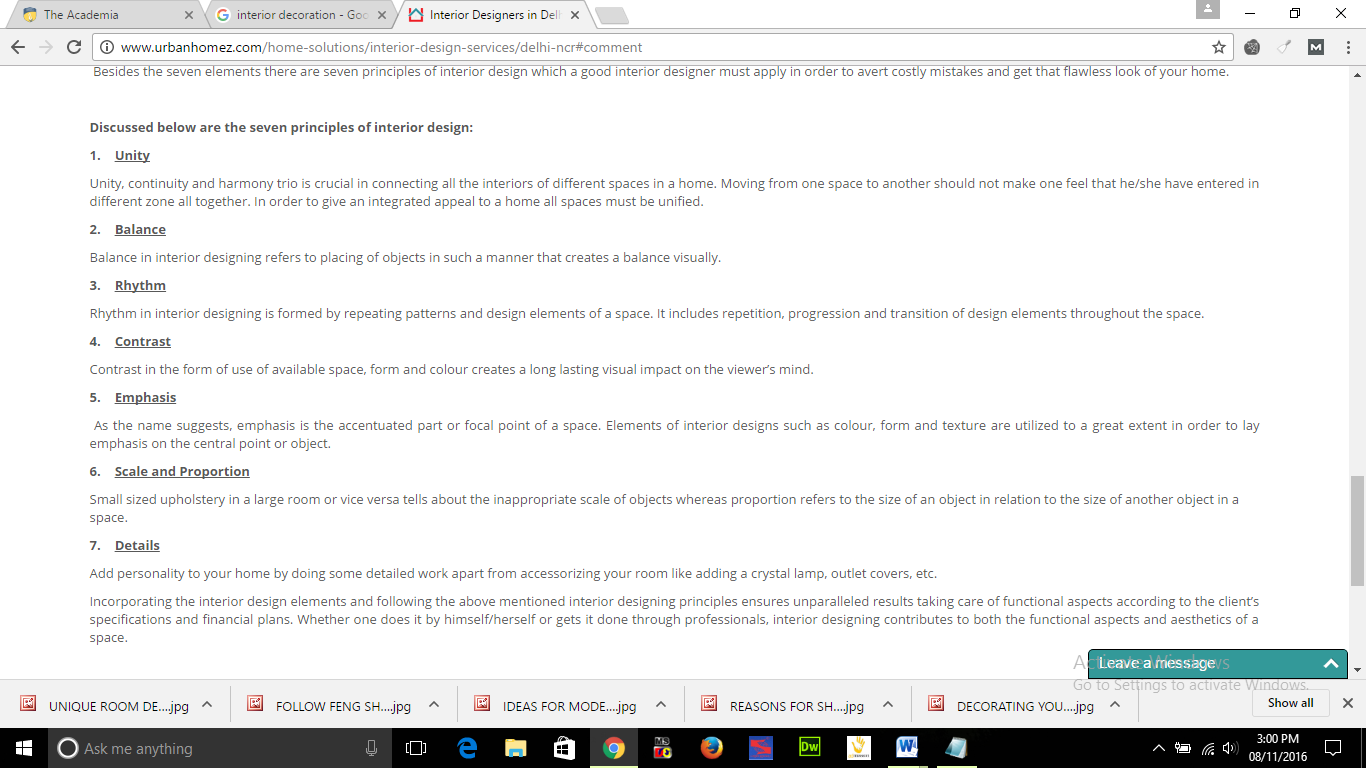 The Academia
interior decoration - Goo
Interior Designers in Delh
www.urbanhomez.com/home-solutions/interior-design-services/delhi-ncr#comment
Besides the seven elements there are seven principles of interior design which a good interior designer must apply in order to avert costly mistakes and get that flawless look of your home.
Discussed below are the seven principles of interior design:
1. Unity
Unity, continuity and harmony trio is crucial in connecting all the interiors of different spaces in a home. Moving from one space to another should not make one feel that he/she have entered in
different zone all together. In order to give an integrated appeal to a home all spaces must be unified.
2. Balance
Balance in interior designing refers to placing of objects in such a manner that creates a balance visually.
3. Rhythm
Rhythm in interior designing is formed by repeating patterns and design elements of a space. It includes repetition, progression and transition of design elements throughout the space.
4. Contrast
Contrast in the form of use of available space, form and colour creates a long lasting visual impact on the viewer's mind.
5. Emphasis
As the name suggests, emphasis is the accentuated part or focal point of a space. Elements of interior designs such as colour, form and texture are utilized to a great extent in order to lay
emphasis on the central point or object.
6. Scale and Proportion
Small sized upholstery in a large room or vice versa tells about the inappropriate scale of objects whereas proportion refers to the size of an object in relation to the size of another object in a
space.
7. Details
Add personality to your home by doing some detailed work apart from accessorizing your room like adding a crystal lamp, outlet covers, etc.
Incorporating the interior design elements and following the above mentioned interior designing principles ensures unparalleled results taking care of functional aspects according to the client's
specifications and financial plans. Whether one does it by himself/herself or gets it done through professionals, interior designing contributes to both the functional aspects and aesthetics of a
space.
Leave a message
Activate Windows
Go to Settings to activate Windows.
UNIQUE ROOM DE....jpg
FOLLOW FENG SH....jpg
IDEAS FOR MODE....jpg
REASONS FOR SH....jpg
DECORATING YOU....jpg
Show all
Ask me anything
Dw
3:00 PM
08/11/2016